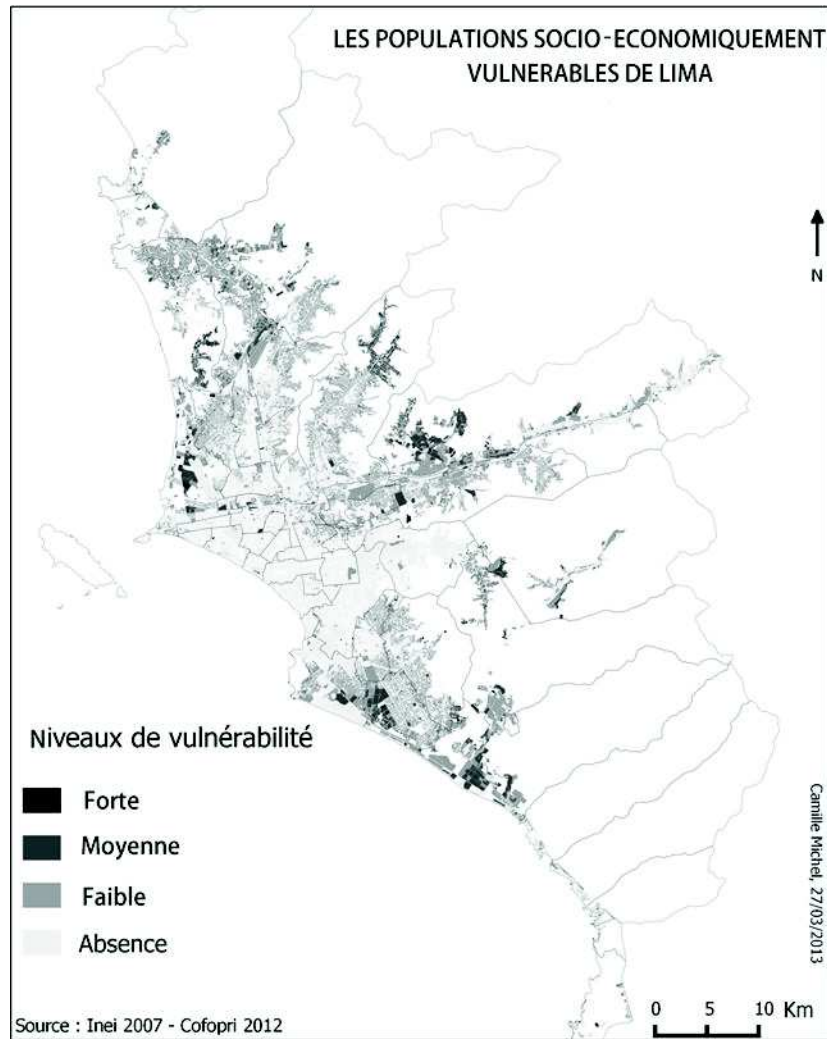 LES POPULATIONS SOCIO-ECONOMIQUEMENT
VULNERABLES DE LIMA
N
Niveaux de vulnérabilité
Forte
Moyenne
Faible
Absence
Camille Michel, 27/03/2013
0 5 10 Km
Source : Inei 2007 - Cofopri 2012